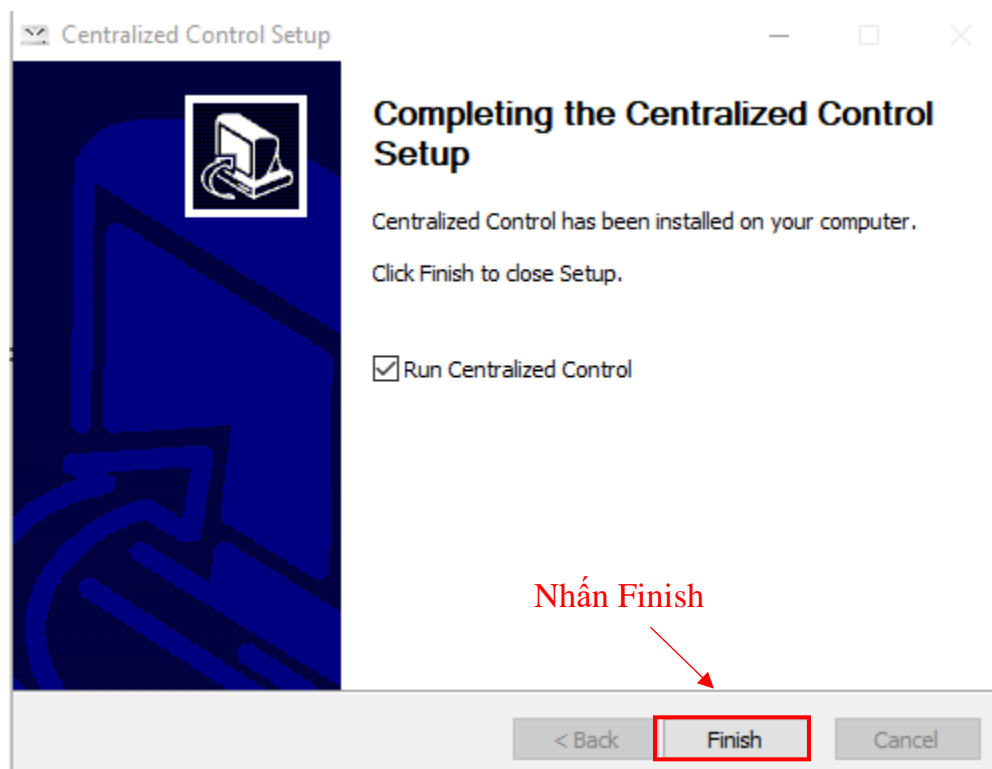 Centralized Control Setup
Completing the Centralized Control
Setup
Centralized Control has been installed on your computer.
Click Finish to close Setup.
Run Centralized Control
Nhấn Finish
< Back
Finish
Cancel